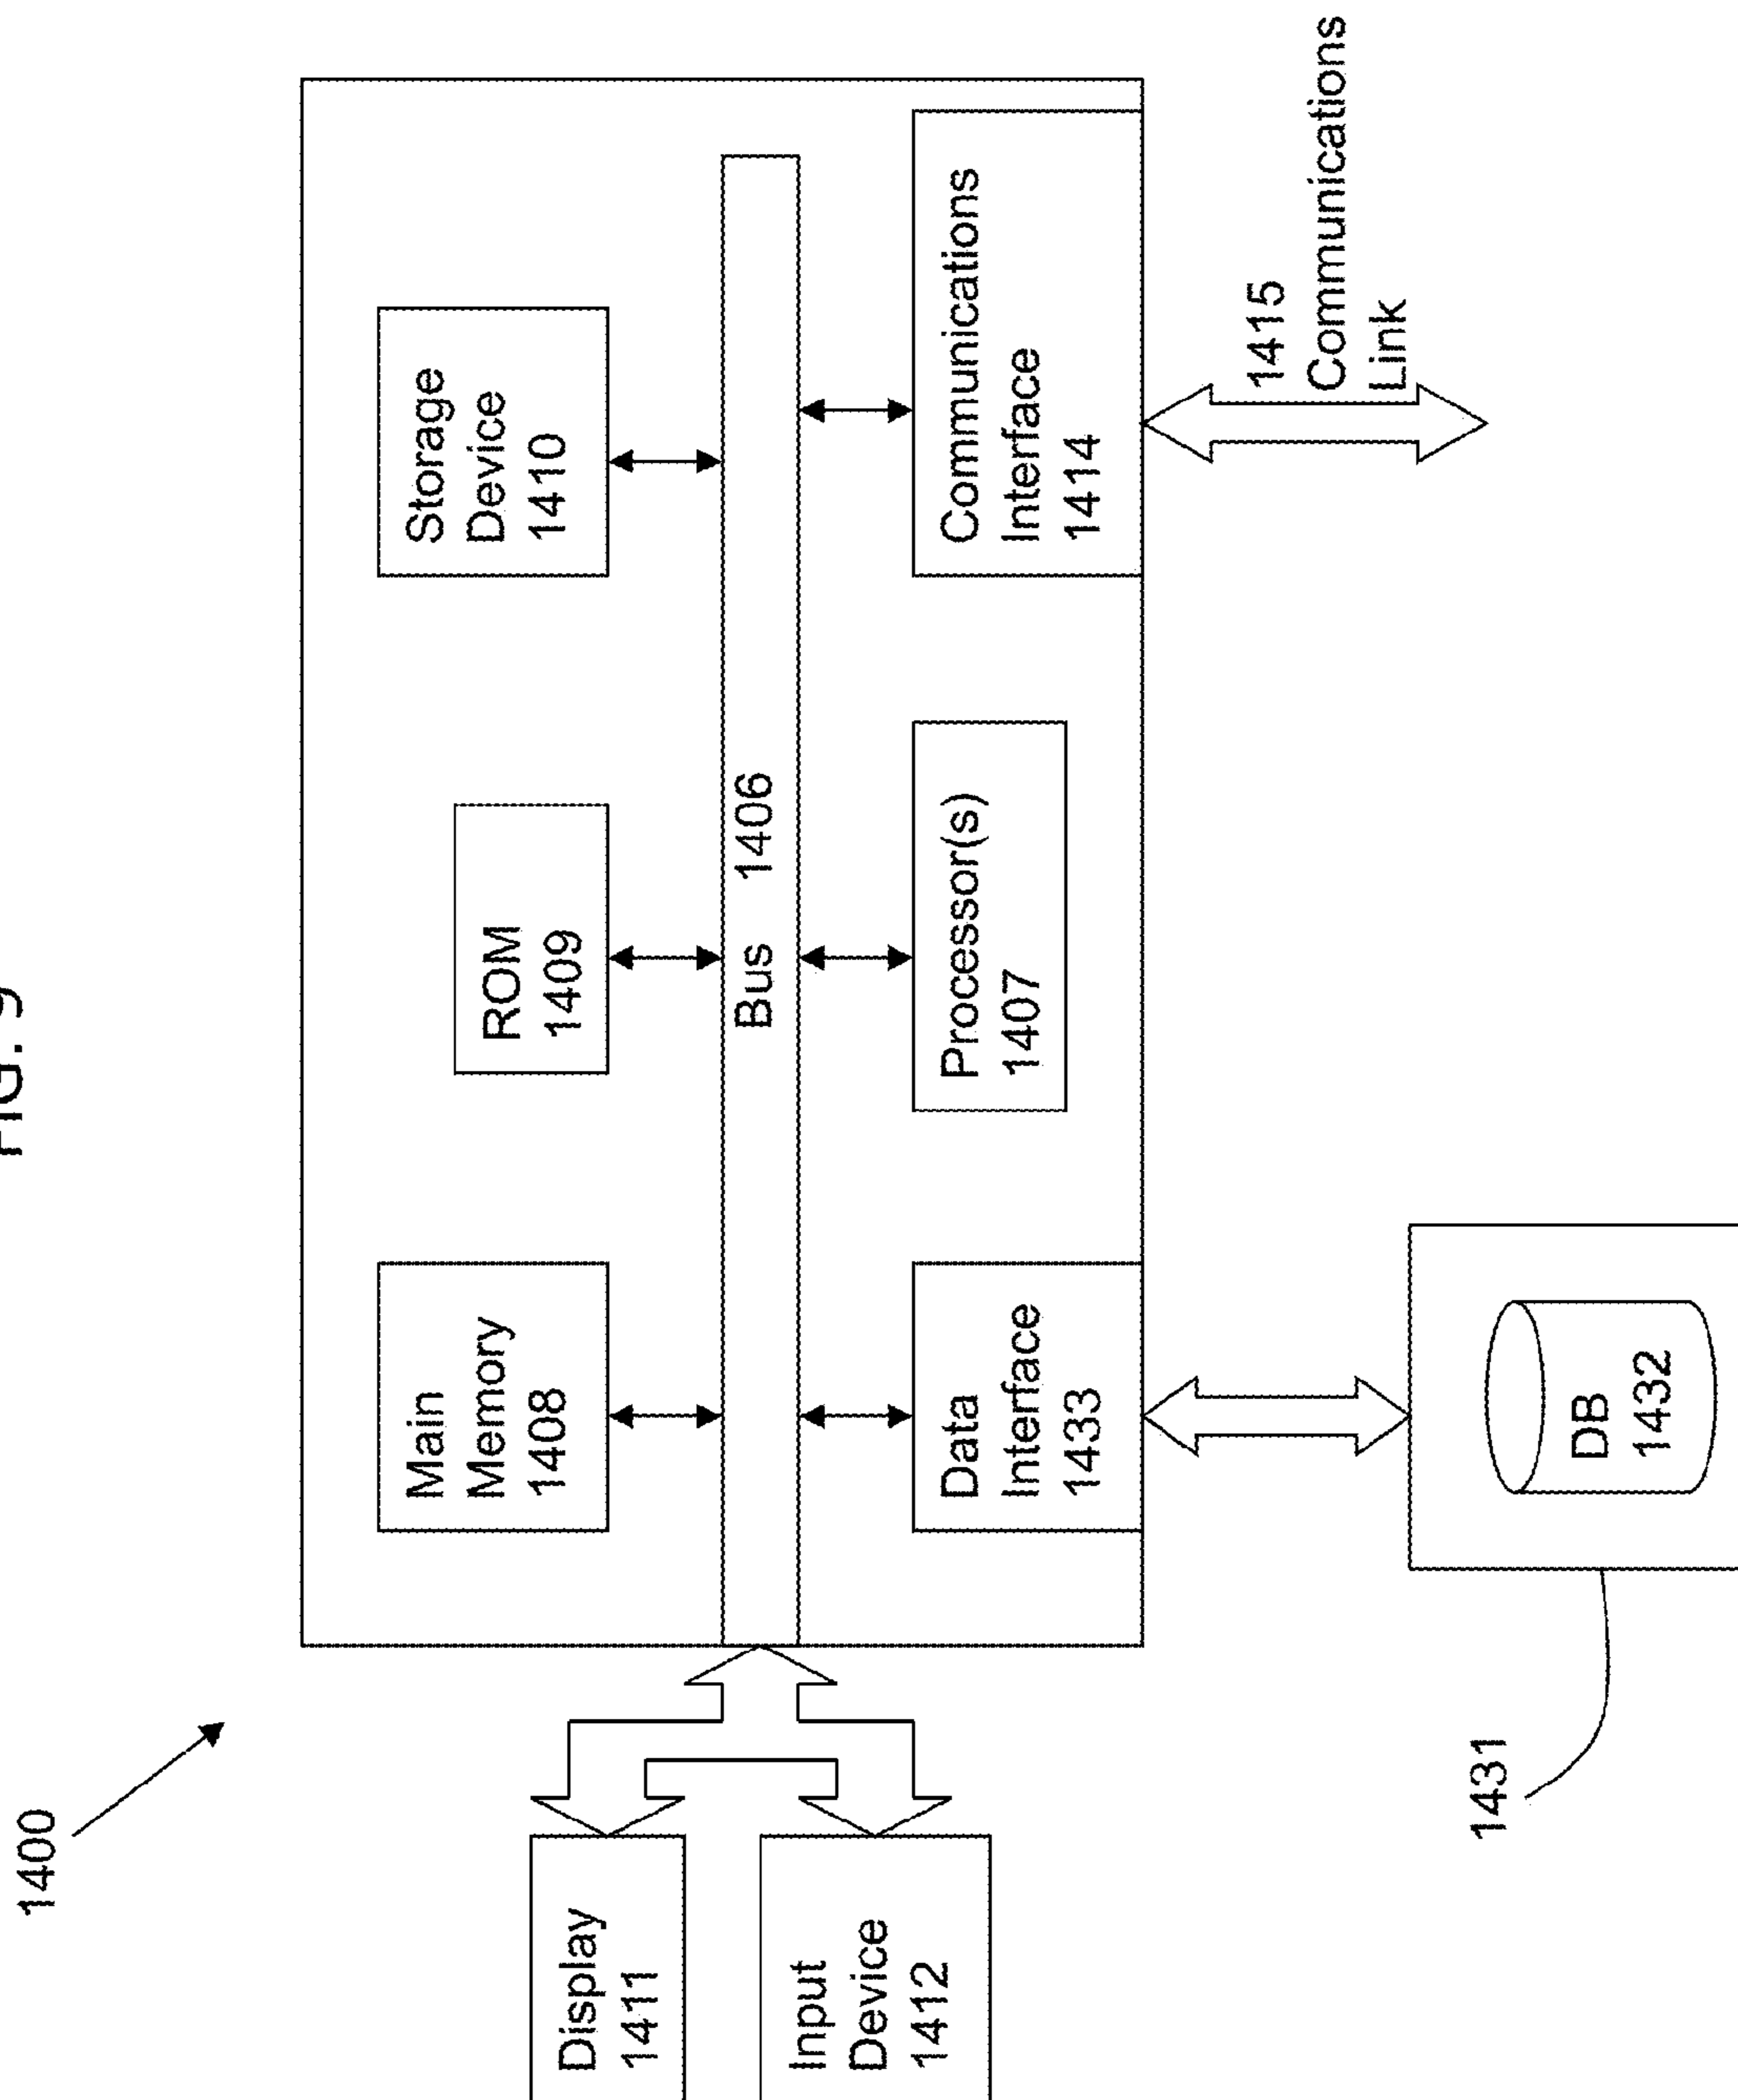 FIG. 9
1400
Main
Memory
1408
ROM
1409
Storage
Device
1410
Display
1411
Bus 1406
Input
Device
1412
Data
Interface
1433
Processor(s)
1407
Communications
Interface
1414
1415
Communications
Link
1431
DB
1432